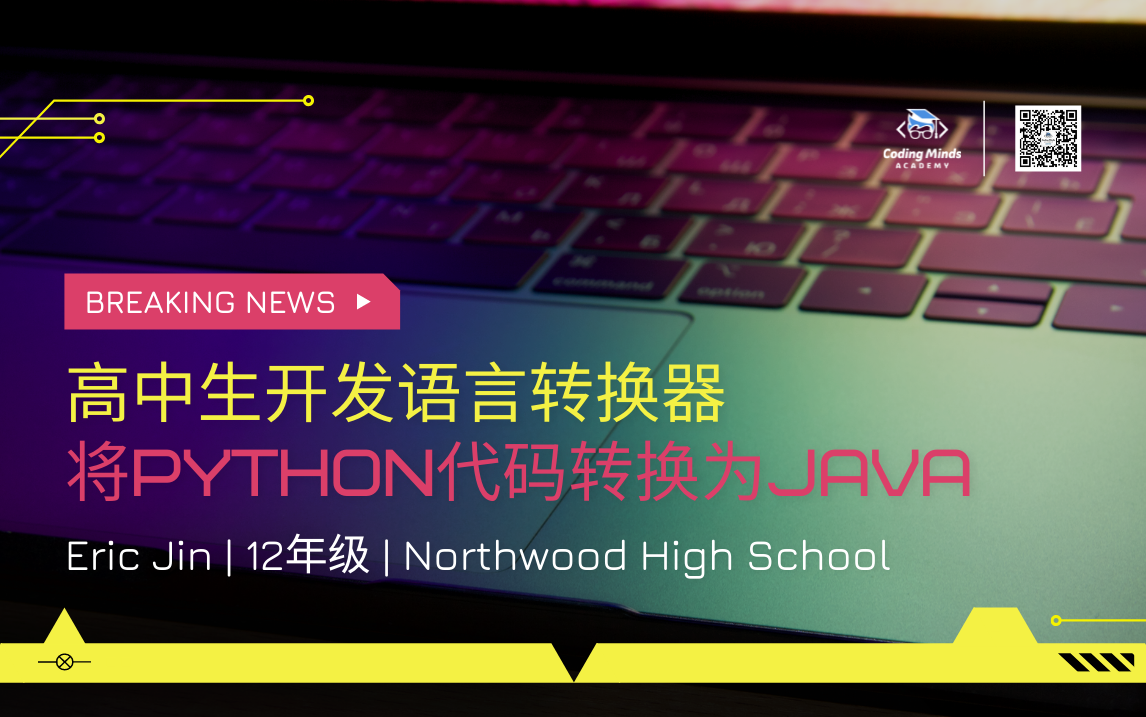 Coding Minds
ACADEMY
BREAKING NEWS
高中生开发语言转换器
将PYTHON代码转换为JAVA
Eric Jin | 12年级 | Northwood High School
command
option